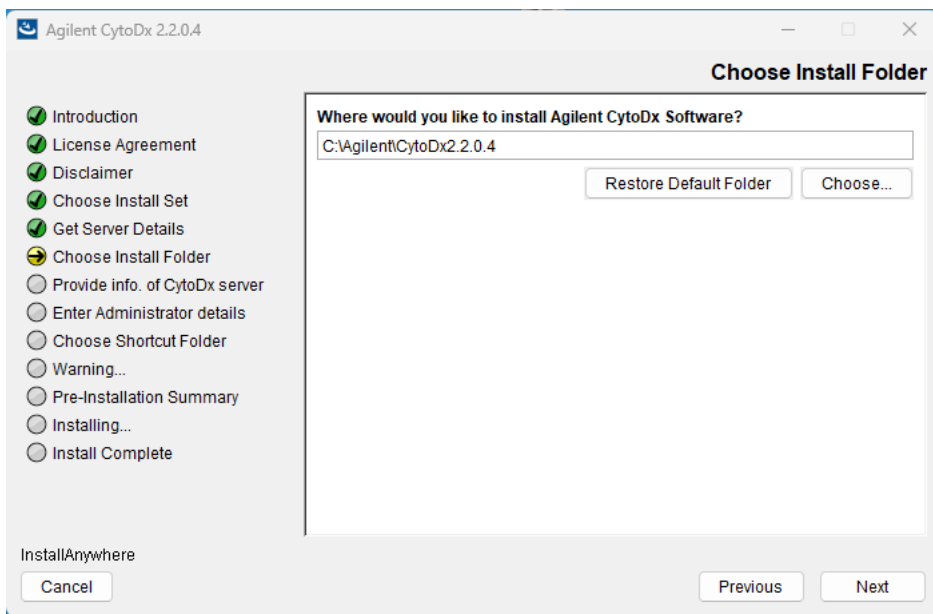 Agilent CytoDx 2.2.0.4
Choose Install Folder
Introduction
License Agreement
Disclaimer
Choose Install Set
Get Server Details
Choose Install Folder
Provide info. of CytoDx server
Enter Administrator details
Choose Shortcut Folder
Warning...
Pre-Installation Summary
Installing...
Install Complete
Where would you like to install Agilent CytoDx Software?
C:\Agilent\CytoDx2.2.0.4
Restore Default Folder
Choose...
InstallAnywhere
Cancel
Previous
Next